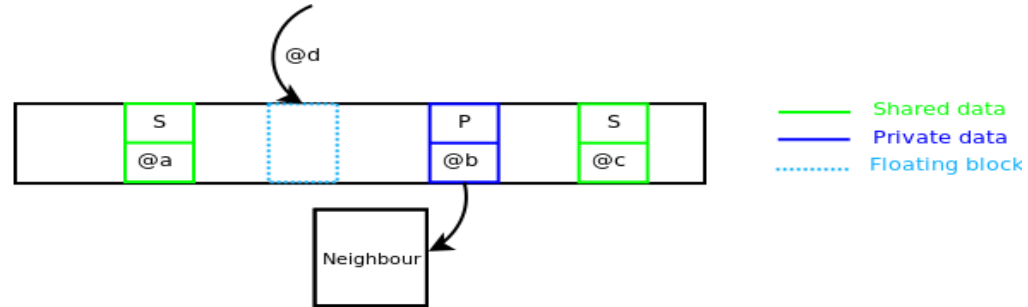 @d
S
P
S
@a
@b
@c
Neighbour
Shared data
Private data
Floating block